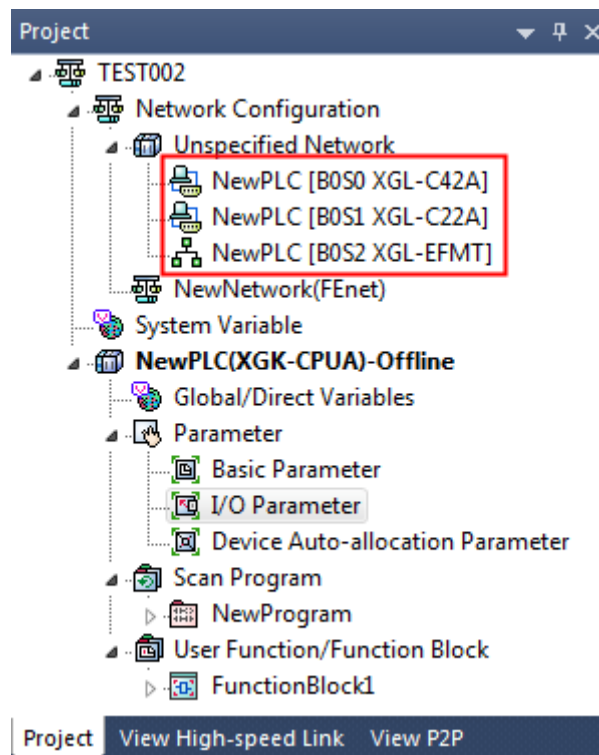 Project
TEST002
Network Configuration
Unspecified Network
NewPLC [B0S0 XGL-C42A]
NewPLC [B0S1 XGL-C22A]
NewPLC [B0S2 XGL-EFMT]
NewNetwork(FEnet)
System Variable
NewPLC(XGK-CPUA)-Offline
Global/Direct Variables
Parameter
Basic Parameter
I/O Parameter
Device Auto-allocation Parameter
Scan Program
NewProgram
User Function/Function Block
FunctionBlock1
Project View High-speed Link View P2P